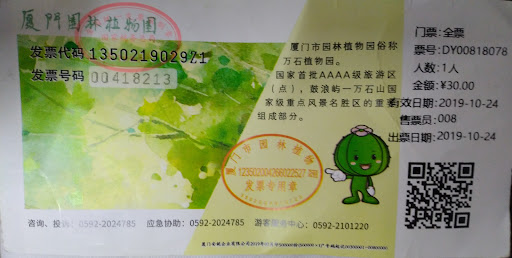 厦門园林植物园
发票代码 135021902921
发票号码 00418213
厦门市园林植物园俗称
万石植物园。
国家首批AAAA级旅游区
(点),鼓浪屿—万石山国
家级重点风景名胜区的重要
组成部分。
门票:全票
票号:DY00818078
人数:1人
金额:¥30.00
有效日期:2019-10-24
售票员:008
出票日期:2019-10-24
厦门市园林植物园
发票专用章
咨询、投诉:0592-2024785 应急协助:0592-2024785 游客服务中心:0592-2101220